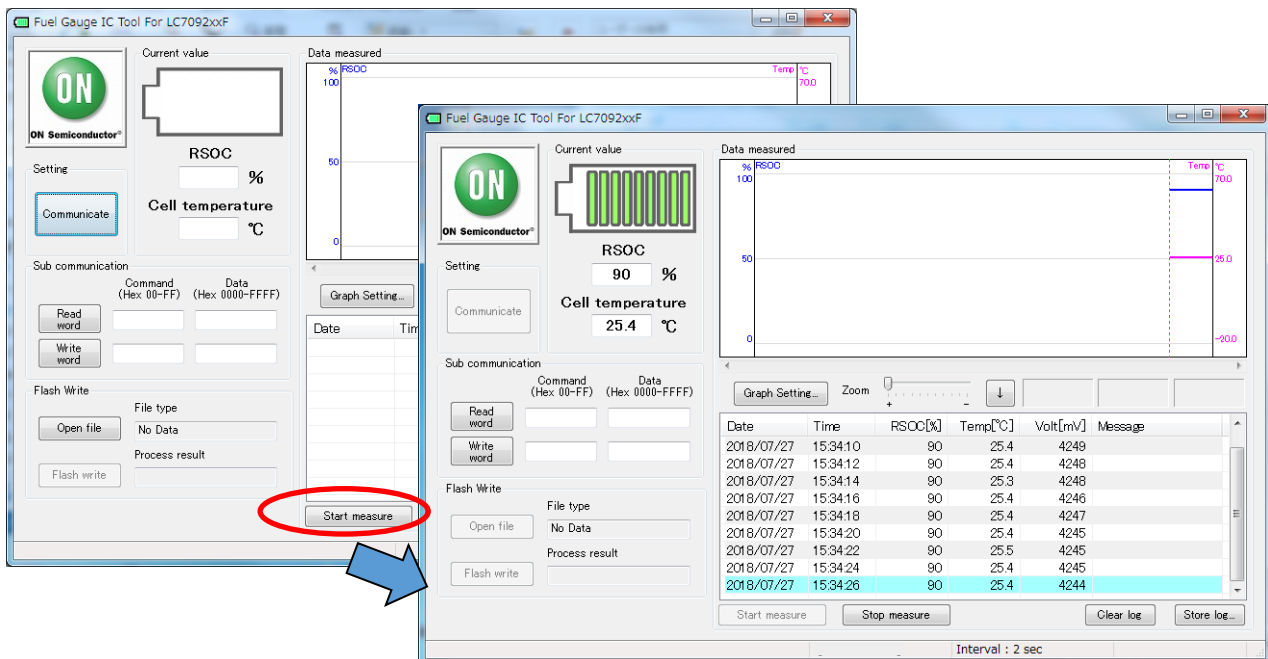 Fuel Gauge IC Tool For LC7092xxF
ON
ON Semiconductor®
Current value
RSOC
%
Cell temperature
℃
Setting
Communicate
Sub communication
Command
(Hex 00-FF)
Data
(Hex 0000-FFFF)
Read
word
Write
word
Flash Write
File type
Open file
No Data
Process result
Flash write
Data measured
% RSOC
Temp ℃
100
70.0
50
0
Graph Setting...
Date
Start measure
Fuel Gauge IC Tool For LC7092xxF
ON
ON Semiconductor®
Current value
RSOC
90 %
Cell temperature
25.4 ℃
Setting
Communicate
Sub communication
Command
(Hex 00-FF)
Data
(Hex 0000-FFFF)
Read
word
Write
word
Flash Write
File type
Open file
No Data
Process result
Flash write
Data measured
% RSOC
Temp ℃
100
70.0
50
25.0
0
-20.0
Graph Setting...
Zoom
+
-
↓
Date Time RSOC[%] Temp[℃] Volt[mV] Message
2018/07/27 15:34:10 90 25.4 4249
2018/07/27 15:34:12 90 25.4 4248
2018/07/27 15:34:14 90 25.3 4248
2018/07/27 15:34:16 90 25.4 4246
2018/07/27 15:34:18 90 25.4 4247
2018/07/27 15:34:20 90 25.4 4245
2018/07/27 15:34:22 90 25.5 4245
2018/07/27 15:34:24 90 25.4 4245
2018/07/27 15:34:26 90 25.4 4244
Start measure
Stop measure
Clear log
Store log...
- -
Interval : 2 sec